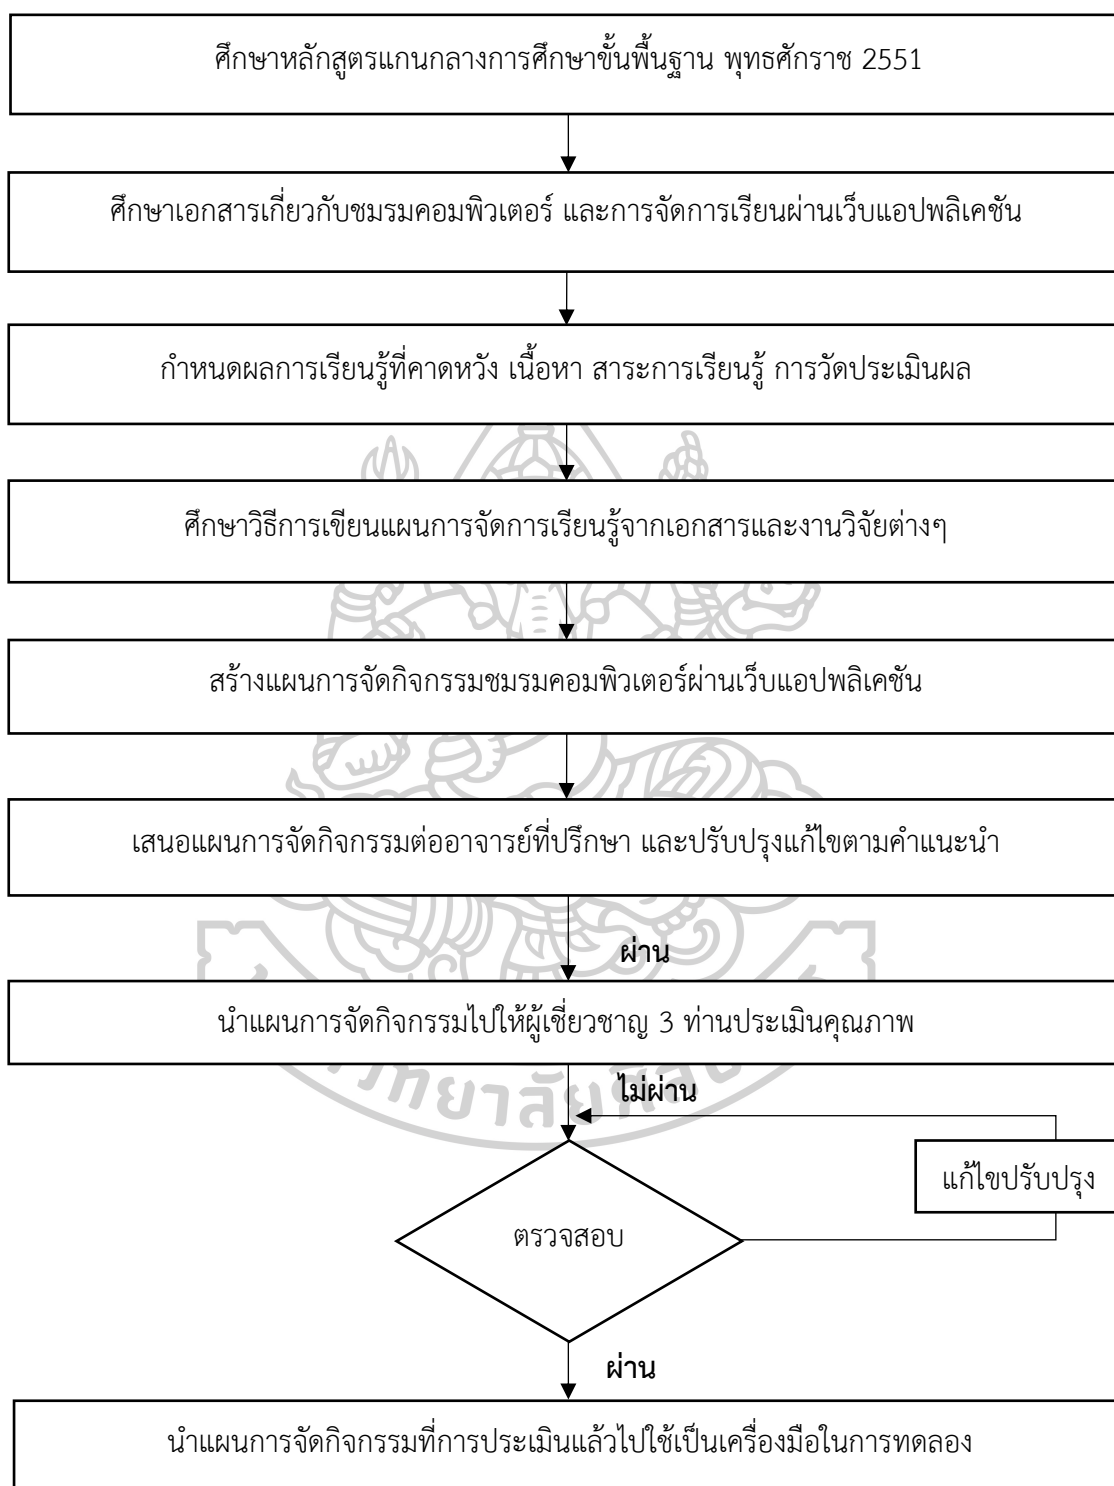 ศึกษาหลักสูตรแกนกลางการศึกษาขั้นพื้นฐาน พุทธศักราช 2551
ศึกษาเอกสารเกี่ยวกับชมรมคอมพิวเตอร์ และการจัดการเรียนผ่านเว็บแอปพลิเคชัน
กำหนดผลการเรียนรู้ที่คาดหวัง เนื้อหา สาระการเรียนรู้ การวัดประเมินผล
ศึกษาวิธีการเขียนแผนการจัดการเรียนรู้จากเอกสารและงานวิจัยต่างๆ
สร้างแผนการจัดกิจกรรมชมรมคอมพิวเตอร์ผ่านเว็บแอปพลิเคชัน
เสนอแผนการจัดกิจกรรมต่ออาจารย์ที่ปรึกษา และปรับปรุงแก้ไขตามคำแนะนำ
ผ่าน
นำแผนการจัดกิจกรรมไปให้ผู้เชี่ยวชาญ 3 ท่านประเมินคุณภาพ
ไม่ผ่าน
แก้ไขปรับปรุง
ตรวจสอบ
ผ่าน
นำแผนการจัดกิจกรรมที่การประเมินแล้วไปใช้เป็นเครื่องมือในการทดลอง